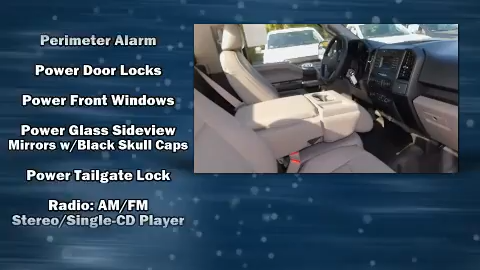 Perimeter Alarm
Power Door Locks
Power Front Windows
Power Glass Sideview
Mirrors w/Black Skull Caps
Power Tailgate Lock
Radio: AM/FM
Stereo/Single-CD Player